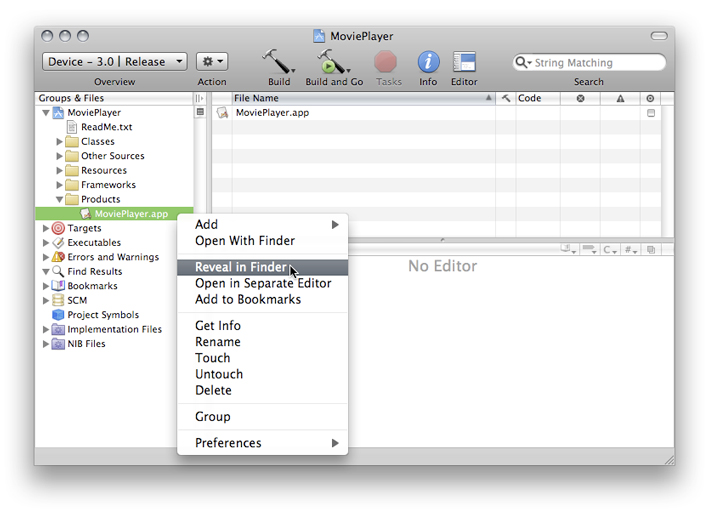 MoviePlayer
Device – 3.0 | Release
String Matching
Overview
Action
Build
Build and Go
Tasks
Info
Editor
Search
Groups & Files
File Name
Code
MoviePlayer
MoviePlayer.app
ReadMe.txt
Classes
Other Sources
Resources
Frameworks
Products
MoviePlayer.app
Targets
Executables
Errors and Warnings
Find Results
Bookmarks
SCM
Project Symbols
Implementation Files
NIB Files
Add
Open With Finder
Reveal in Finder
Open in Separate Editor
Add to Bookmarks
Get Info
Rename
Touch
Untouch
Delete
Group
Preferences
C
#
No Editor